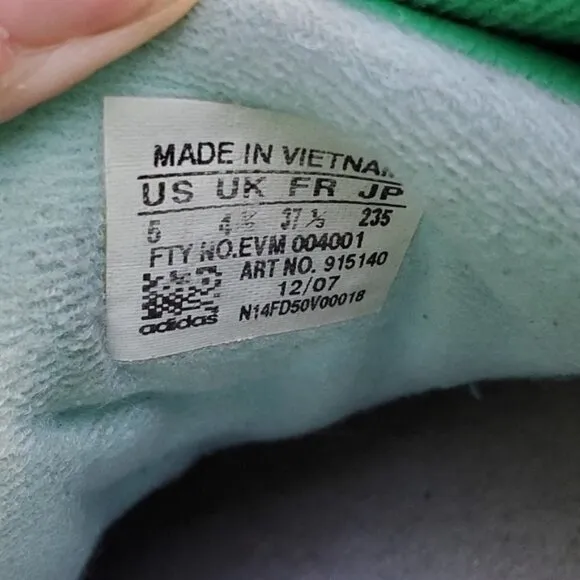 MADE IN VIETNAM
US UK FR JP
5 4½ 37⅓ 235
FTY NO.EVM 004001
ART NO. 915140
12/07
N14FD50V00018
adidas